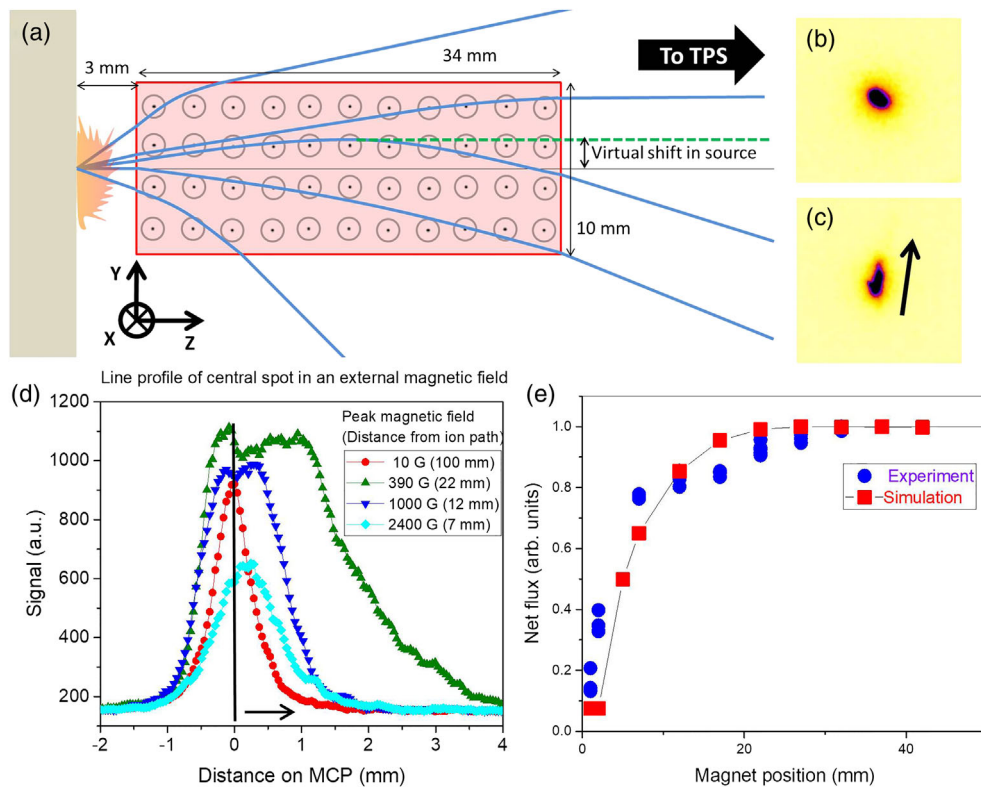 (a)
3 mm
34 mm
To TPS
Virtual shift in source
10 mm
Y
X
Z
(b)
(c)
(d)
Line profile of central spot in an external magnetic field
Peak magnetic field
(Distance from ion path)
10 G (100 mm)
390 G (22 mm)
1000 G (12 mm)
2400 G (7 mm)
Signal (a.u.)
1200
1000
800
600
400
200
-2
-1
0
1
2
3
4
Distance on MCP (mm)
(e)
Experiment
Simulation
Net flux (arb. units)
1.0
0.8
0.6
0.4
0.2
0.0
0
20
40
Magnet position (mm)